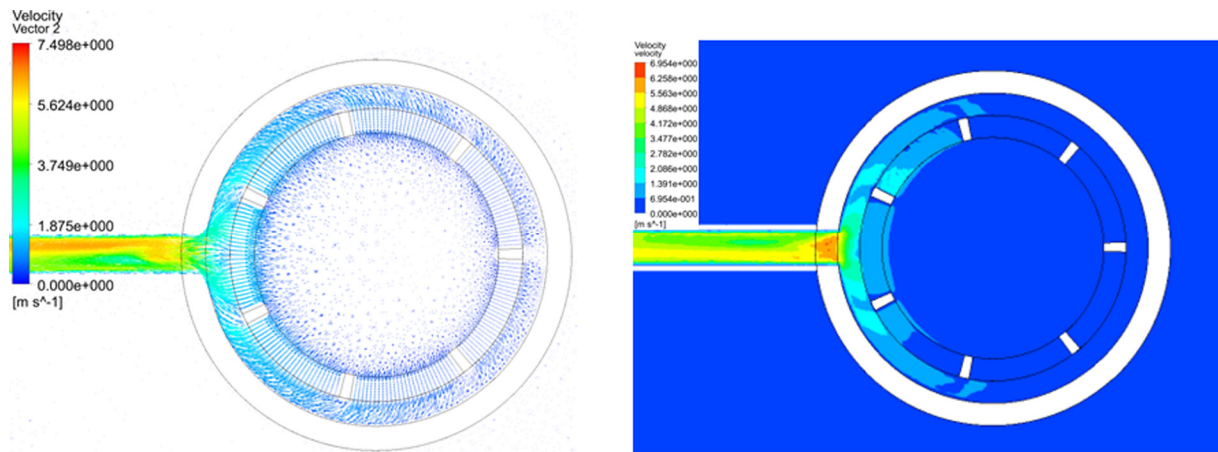 Velocity
Vector 2
7.498e+000
5.624e+000
3.749e+000
1.875e+000
0.000e+000
[m s^-1]
Velocity
velocity
6.954e+000
6.258e+000
5.563e+000
4.868e+000
4.172e+000
3.477e+000
2.782e+000
2.086e+000
1.391e+000
6.954e-001
0.000e+000
[m s^-1]